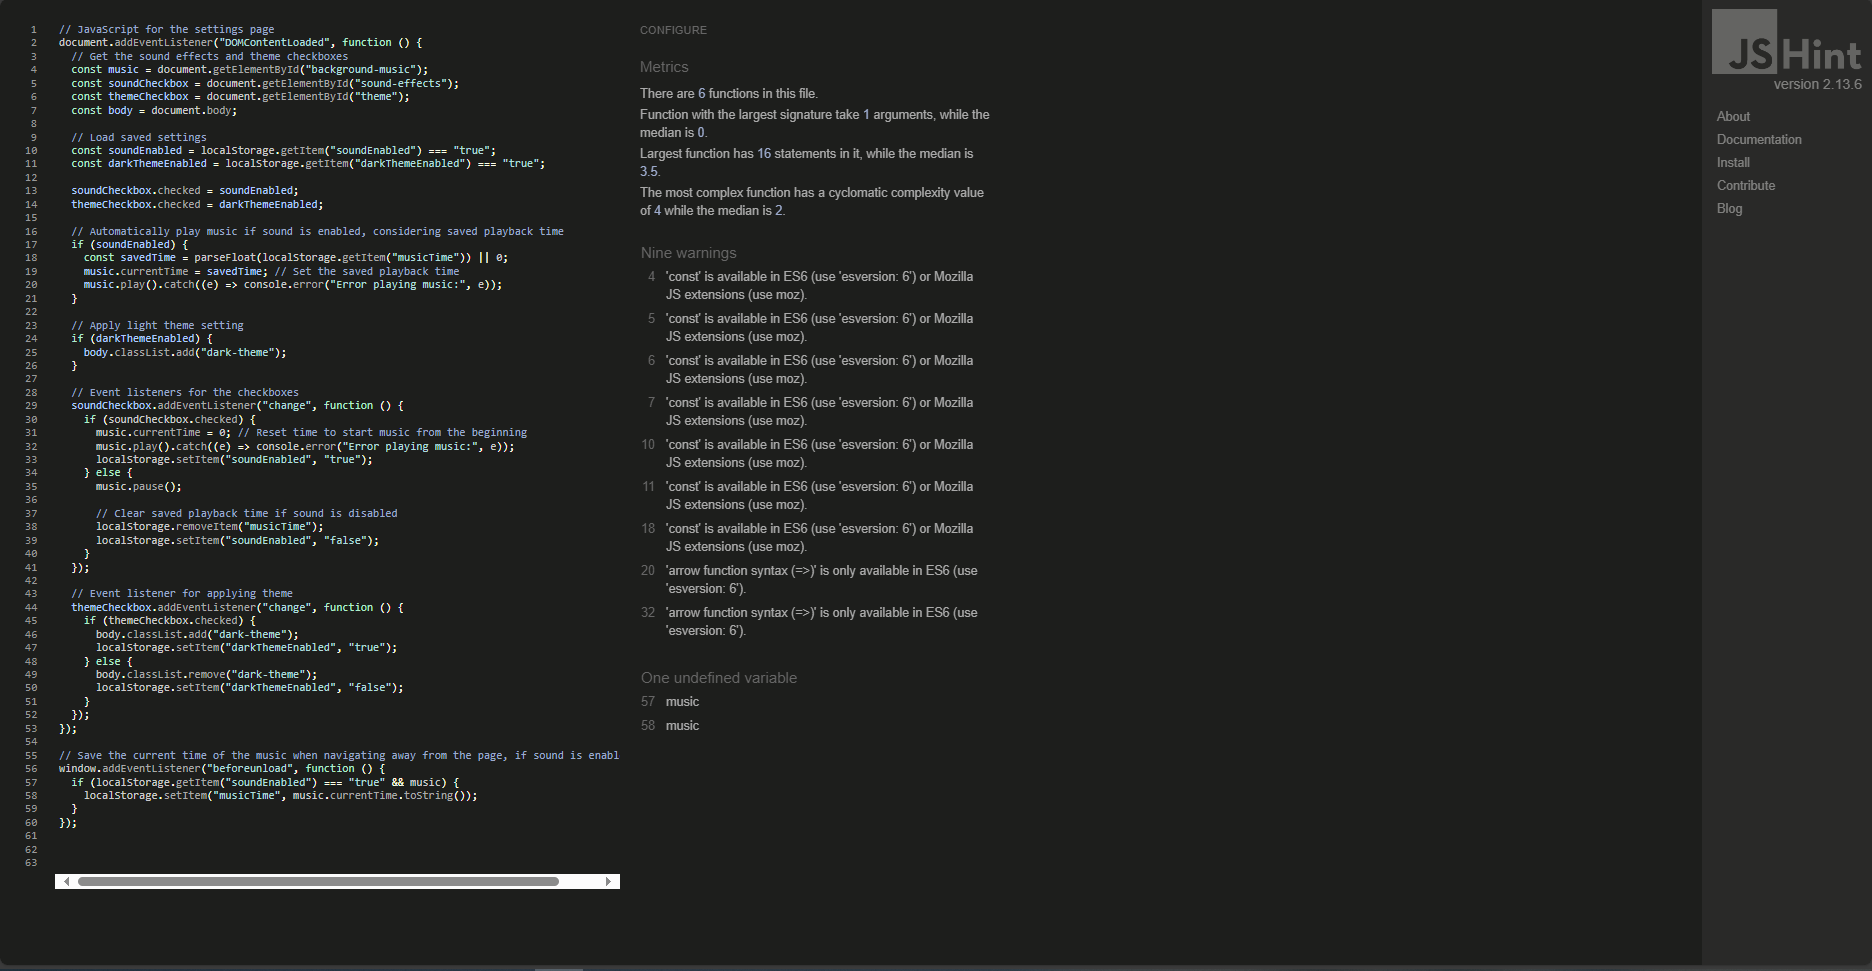 1 // JavaScript for the settings page
2 document.addEventListener("DOMContentLoaded", function () {
3 // Get the sound effects and theme checkboxes
4 const music = document.getElementById("background-music");
5 const soundCheckbox = document.getElementById("sound-effects");
6 const themeCheckbox = document.getElementById("theme");
7 const body = document.body;
8
9 // Load saved settings
10 const soundEnabled = localStorage.getItem("soundEnabled") === "true";
11 const darkThemeEnabled = localStorage.getItem("darkThemeEnabled") === "true";
12
13 soundCheckbox.checked = soundEnabled;
14 themeCheckbox.checked = darkThemeEnabled;
15
16 // Automatically play music if sound is enabled, considering saved playback time
17 if (soundEnabled) {
18 const savedTime = parseFloat(localStorage.getItem("musicTime")) || 0;
19 music.currentTime = savedTime; // Set the saved playback time
20 music.play().catch((e) => console.error("Error playing music:", e));
21 }
22
23 // Apply light theme setting
24 if (darkThemeEnabled) {
25 body.classList.add("dark-theme");
26 }
27
28 // Event listeners for the checkboxes
29 soundCheckbox.addEventListener("change", function () {
30 if (soundCheckbox.checked) {
31 music.currentTime = 0; // Reset time to start music from the beginning
32 music.play().catch((e) => console.error("Error playing music:", e));
33 localStorage.setItem("soundEnabled", "true");
34 } else {
35 music.pause();
36
37 // Clear saved playback time if sound is disabled
38 localStorage.removeItem("musicTime");
39 localStorage.setItem("soundEnabled", "false");
40 }
41 });
42
43 // Event listener for applying theme
44 themeCheckbox.addEventListener("change", function () {
45 if (themeCheckbox.checked) {
46 body.classList.add("dark-theme");
47 localStorage.setItem("darkThemeEnabled", "true");
48 } else {
49 body.classList.remove("dark-theme");
50 localStorage.setItem("darkThemeEnabled", "false");
51 }
52 });
53 });
54
55 // Save the current time of the music when navigating away from the page, if sound is enabl
56 window.addEventListener("beforeunload", function () {
57 if (localStorage.getItem("soundEnabled") === "true" && music) {
58 localStorage.setItem("musicTime", music.currentTime.toString());
59 }
60 });
61
62
63
CONFIGURE
Metrics
There are 6 functions in this file.
Function with the largest signature take 1 arguments, while the
median is 0.
Largest function has 16 statements in it, while the median is
3.5.
The most complex function has a cyclomatic complexity value
of 4 while the median is 2.
Nine warnings
4 'const' is available in ES6 (use 'esversion: 6') or Mozilla
JS extensions (use moz).
5 'const' is available in ES6 (use 'esversion: 6') or Mozilla
JS extensions (use moz).
6 'const' is available in ES6 (use 'esversion: 6') or Mozilla
JS extensions (use moz).
7 'const' is available in ES6 (use 'esversion: 6') or Mozilla
JS extensions (use moz).
10 'const' is available in ES6 (use 'esversion: 6') or Mozilla
JS extensions (use moz).
11 'const' is available in ES6 (use 'esversion: 6') or Mozilla
JS extensions (use moz).
18 'const' is available in ES6 (use 'esversion: 6') or Mozilla
JS extensions (use moz).
20 'arrow function syntax (=>)' is only available in ES6 (use
'esversion: 6').
32 'arrow function syntax (=>)' is only available in ES6 (use
'esversion: 6').
One undefined variable
57 music
58 music
JSHint
version 2.13.6
About
Documentation
Install
Contribute
Blog